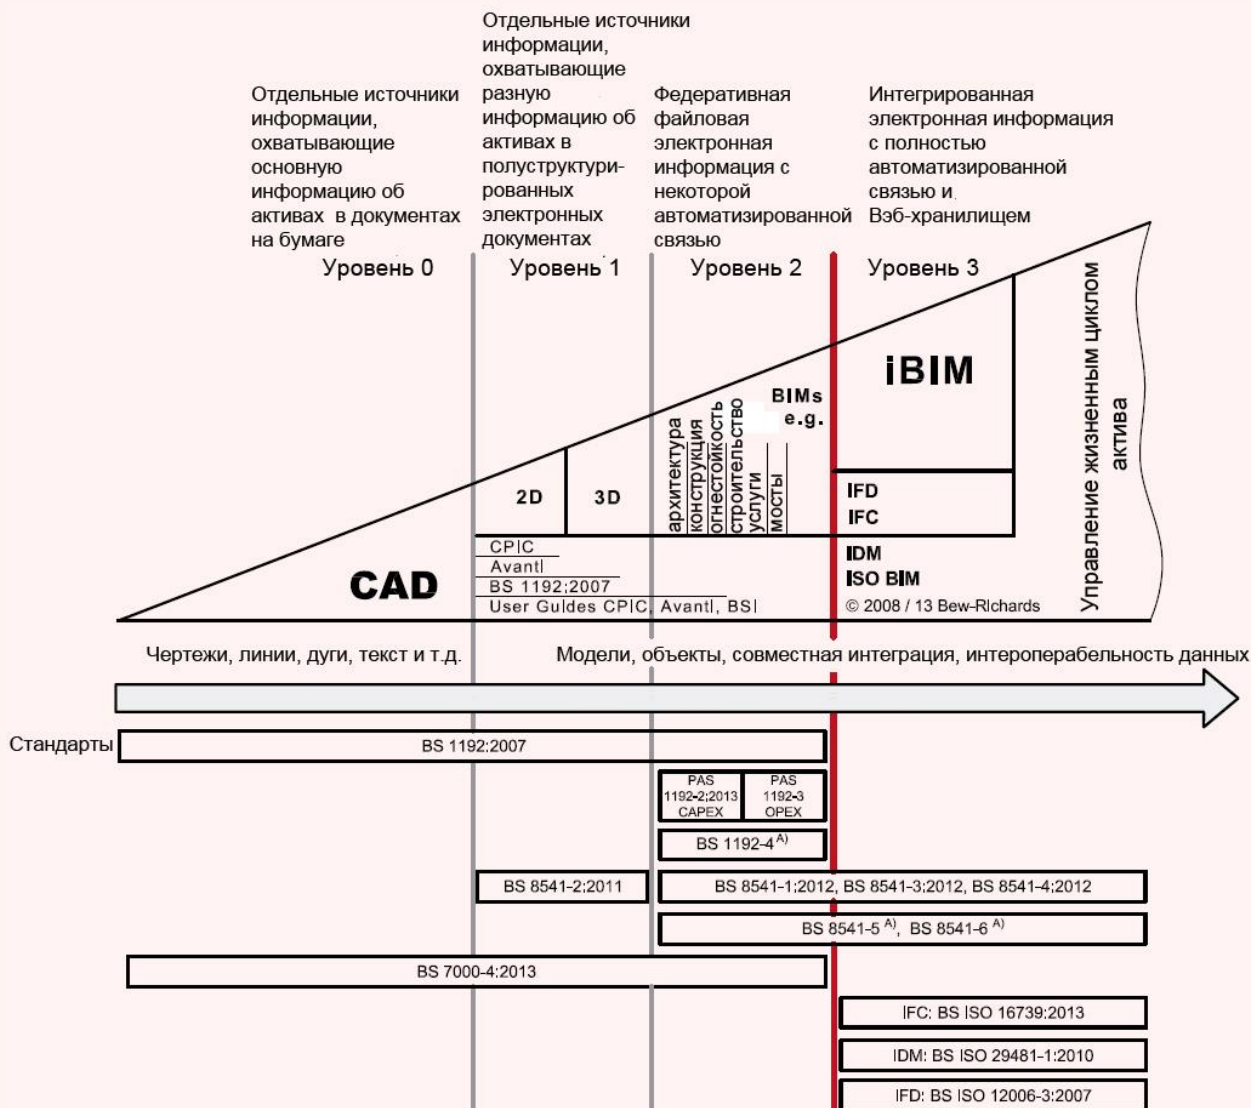 Отдельные источники
информации,
охватывающие
основную
информацию об
активах в документах
на бумаге
Уровень 0
Отдельные источники
информации,
охватывающие
разную
информацию об
активах в
полуструктури-
рованных
электронных
документах
Уровень 1
Федеративная
файловая
электронная
информация с
некоторой
автоматизированной
связью
Уровень 2
Интегрированная
электронная информация
с полностью
автоматизированной
связью и
Вэб-хранилищем
Уровень 3
CAD
2D
3D
CPIC
Avanti
BS 1192:2007
User Guides CPIC, Avanti, BSI
архитектура
конструкция
огнестойкость
строительство
услуги
мосты
BIMs
e.g.
iBIM
IFD
IFC
IDM
ISO BIM
© 2008 / 13 Bew-Richards
Управление жизненным циклом
актива
Чертежи, линии, дуги, текст и т.д.
Модели, объекты, совместная интеграция, интероперабельность данных
Стандарты
BS 1192:2007
PAS
1192-2:2013
CAPEX
PAS
1192-3
OPEX
BS 1192-4 A)
BS 8541-2:2011
BS 8541-1:2012, BS 8541-3:2012, BS 8541-4:2012
BS 8541-5 A), BS 8541-6 A)
BS 7000-4:2013
IFC: BS ISO 16739:2013
IDM: BS ISO 29481-1:2010
IFD: BS ISO 12006-3:2007